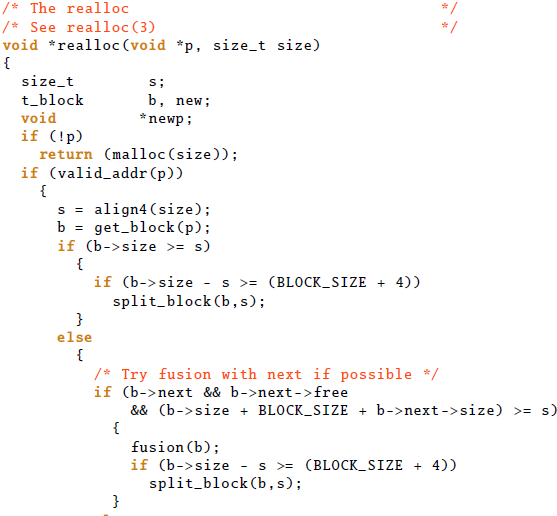 /* The realloc                                  */
/* See realloc(3)                               */
void *realloc(void *p, size_t size)
{
  size_t        s;
  t_block       b, new;
  void         *newp;
  if (!p)
    return (malloc(size));
  if (valid_addr(p))
    {
      s = align4(size);
      b = get_block(p);
      if (b->size >= s)
        {
          if (b->size - s >= (BLOCK_SIZE + 4))
            split_block(b,s);
        }
      else
        {
          /* Try fusion with next if possible */
          if (b->next && b->next->free
              && (b->size + BLOCK_SIZE + b->next->size) >= s)
            {
              fusion(b);
              if (b->size - s >= (BLOCK_SIZE + 4))
                split_block(b,s);
            }